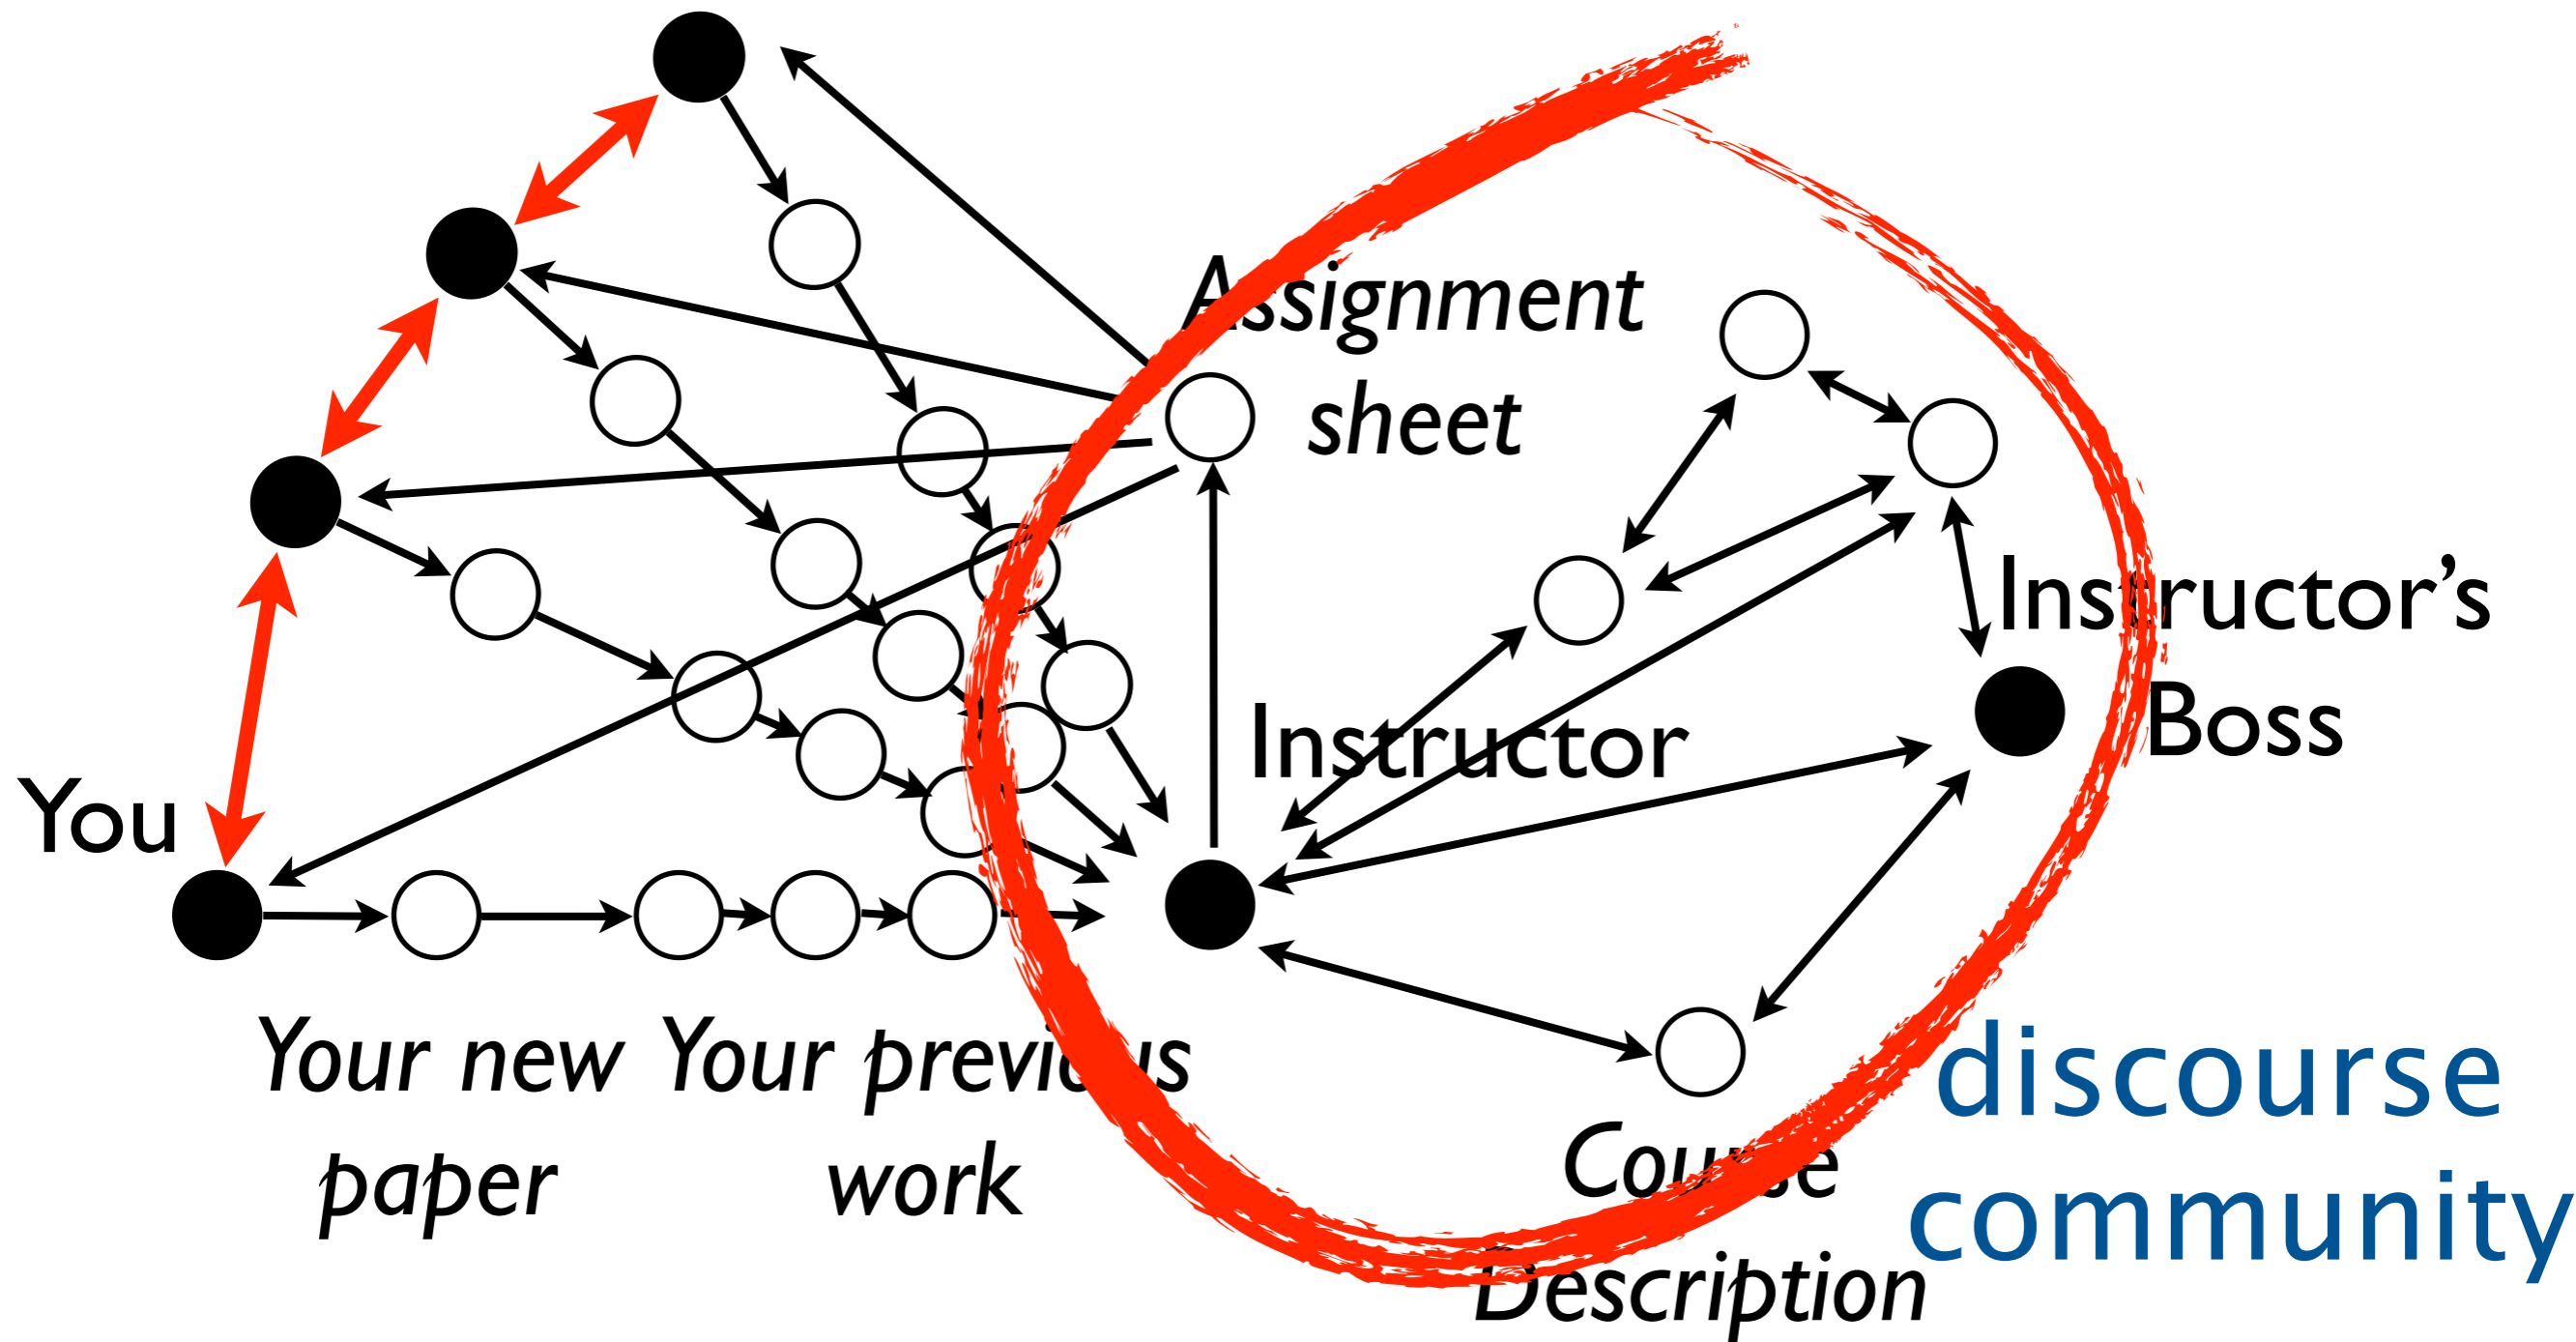 Assignment
sheet
Instructor's
Boss
Instructor
You
Your new
paper
Your previous
work
Course
Description
discourse
community